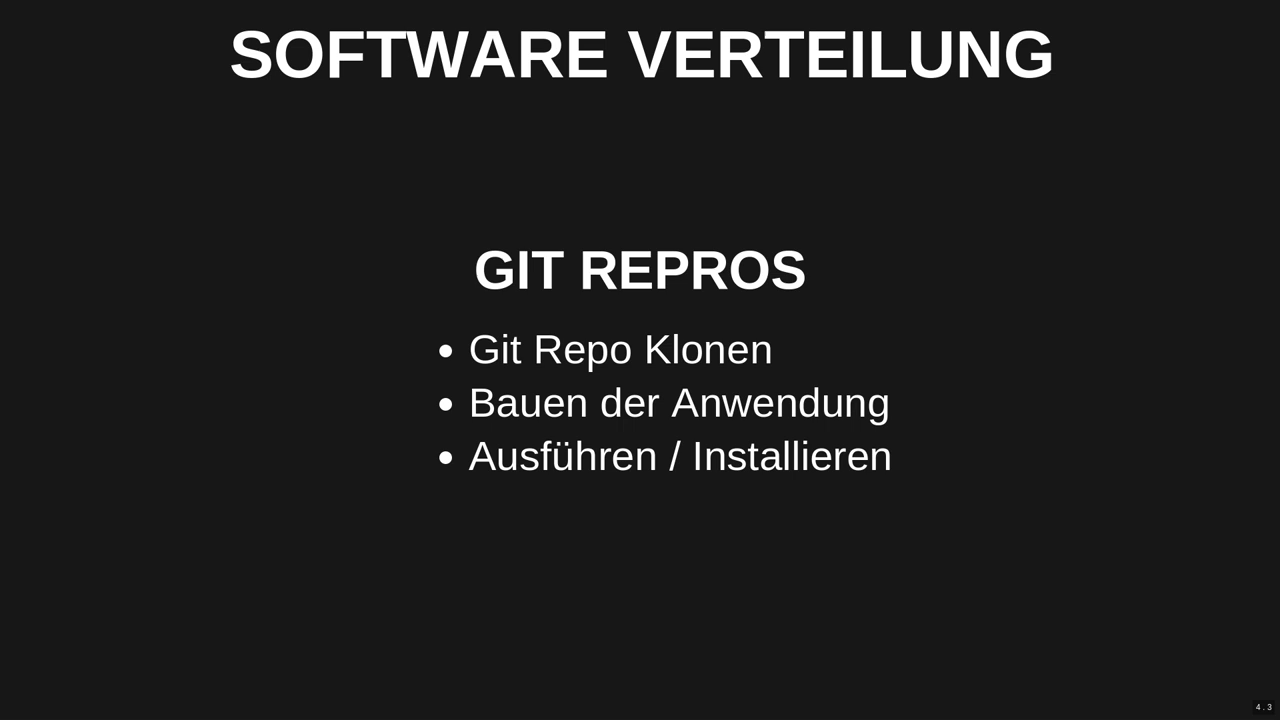 SOFTWARE VERTEILUNG
GIT REPROS
• Git Repo Klonen
• Bauen der Anwendung
• Ausführen / Installieren
4 . 3